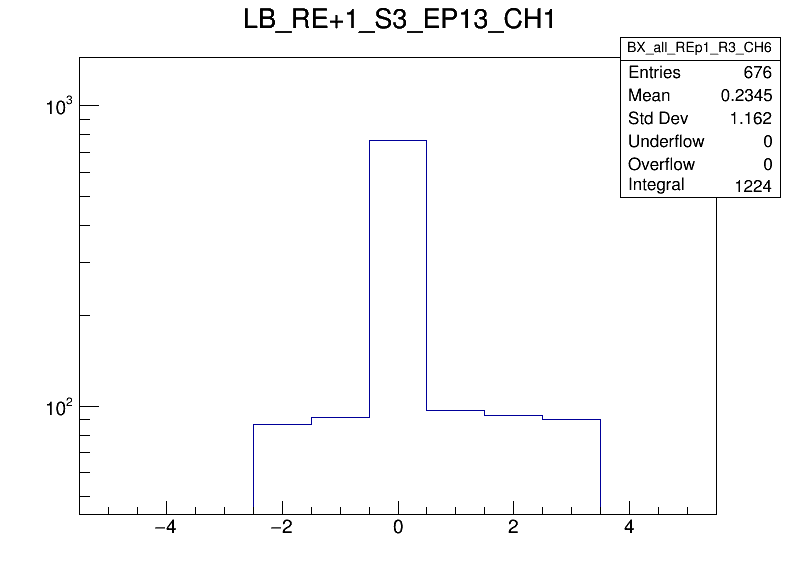 LB_RE+1_S3_EP13_CH1
BX_all_REp1_R3_CH6
Entries 676
Mean 0.2345
Std Dev 1.162
Underflow 0
Overflow 0
Integral 1224
10³
10²
−4 −2 0 2 4